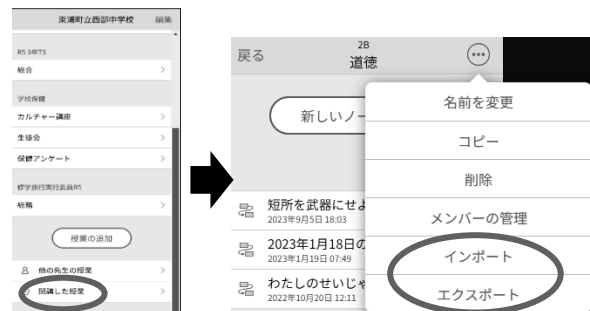 東浦町立西部中学校
編集
R5 3年TS
総合
学校保健
カルチャー講座
生徒会
保健アンケート
修学旅行実行委員R5
総務
授業の追加
他の先生の授業
閉講した授業
戻る
2B
道徳
新しいノー
短所を武器にせよ
2023年9月5日 18:03
2023年1月18日の
2023年1月19日 07:49
わたしのせいじゃ
2022年10月20日 12:11
名前を変更
コピー
削除
メンバーの管理
インポート
エクスポート